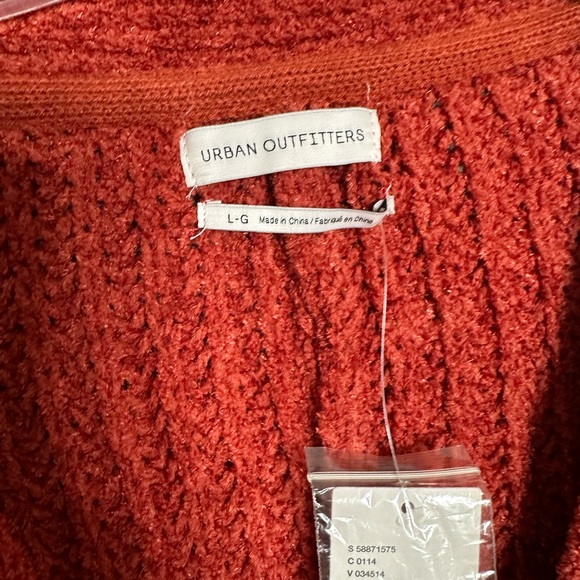 URBAN OUTFITTERS
L-G Made in China / Fabriqué en Chine
S 58871575
C 0114
V 034514